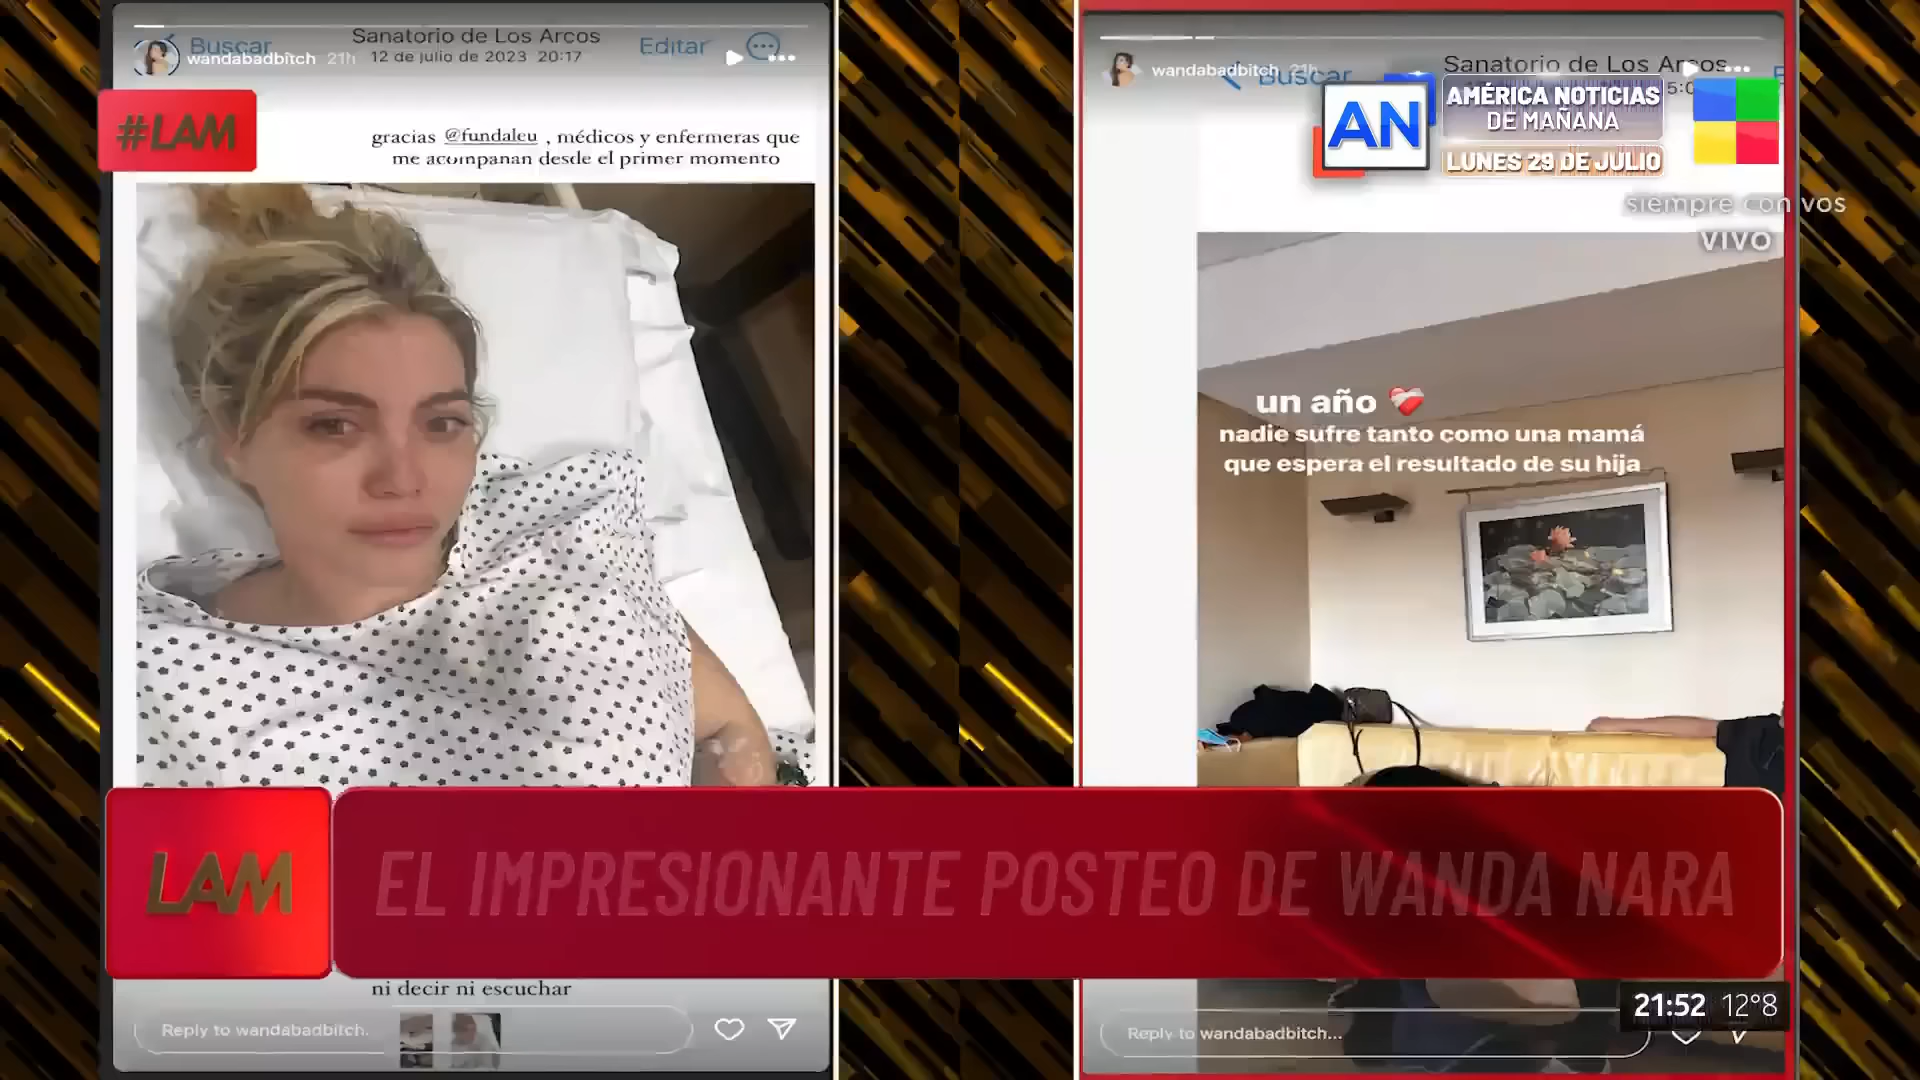 Buscar
Sanatorio de Los Arcos
Editar
wandabadbitch 21h
12 de julio de 2023 20:17
#LAM
gracias @fundaleu , médicos y enfermeras que
me acompañan desde el primer momento
ni decir ni escuchar
Reply to wandabadbitch.
wandabadbitch 21h
Buscar
Sanatorio de Los Arcos
AN
AMÉRICA NOTICIAS
DE MAÑANA
LUNES 29 DE JULIO
siempre con vos
VIVO
un año
nadie sufre tanto como una mamá
que espera el resultado de su hija
LAM
EL IMPRESIONANTE POSTEO DE WANDA NARA
Reply to wandabadbitch...
21:52 12°8